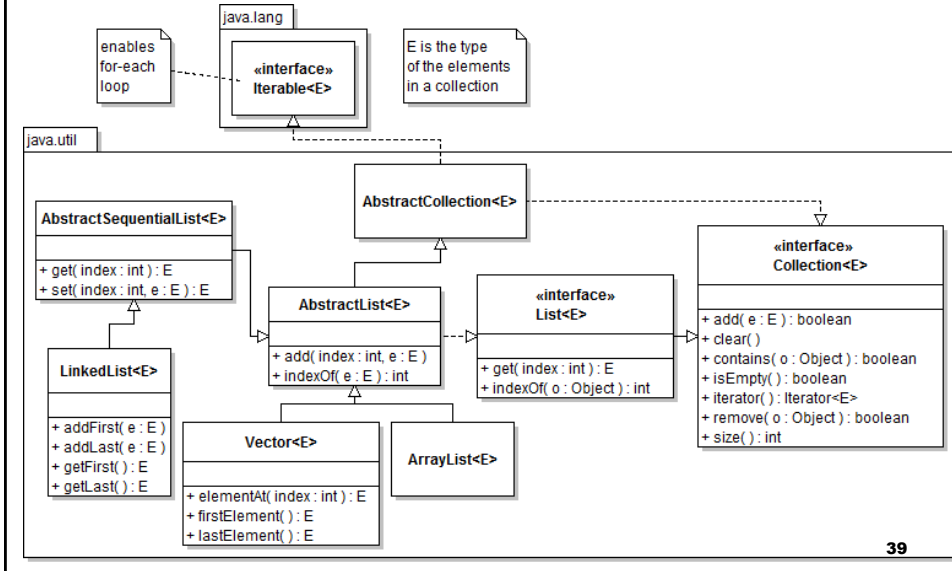 java.lang
enables
for-each
loop
«interface»
Iterable<E>
E is the type
of the elements
in a collection
java.util
AbstractCollection<E>
AbstractSequentialList<E>
+ get( index : int ) : E
+ set( index : int, e : E ) : E
«interface»
Collection<E>
+ add( e : E ) : boolean
+ clear( )
+ contains( o : Object ) : boolean
+ isEmpty( ) : boolean
+ iterator( ) : Iterator<E>
+ remove( o : Object ) : boolean
+ size( ) : int
AbstractList<E>
+ add( index : int, e : E )
+ indexOf( e : E ) : int
«interface»
List<E>
+ get( index : int ) : E
+ indexOf( o : Object ) : int
LinkedList<E>
+ addFirst( e : E )
+ addLast( e : E )
+ getFirst( ) : E
+ getLast( ) : E
Vector<E>
+ elementAt( index : int ) : E
+ firstElement( ) : E
+ lastElement( ) : E
ArrayList<E>
39